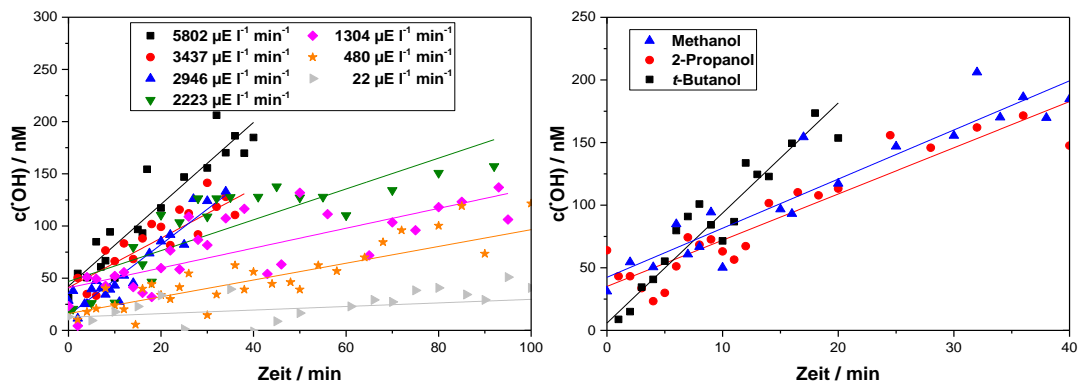 300
250
200
150
100
50
0
c(˙OH) / nM
5802 µE l⁻¹ min⁻¹
3437 µE l⁻¹ min⁻¹
2946 µE l⁻¹ min⁻¹
2223 µE l⁻¹ min⁻¹
1304 µE l⁻¹ min⁻¹
480 µE l⁻¹ min⁻¹
22 µE l⁻¹ min⁻¹
0 20 40 60 80 100
Zeit / min
250
200
150
100
50
0
c(˙OH) / nM
Methanol
2-Propanol
t-Butanol
0 10 20 30 40
Zeit / min